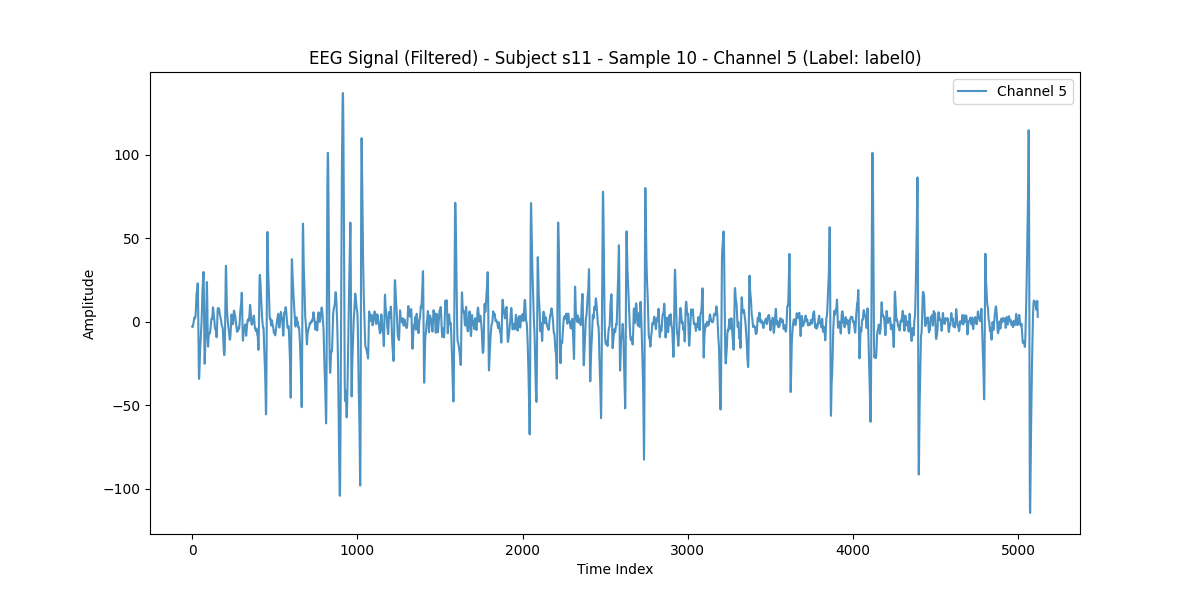 EEG Signal (Filtered) - Subject s11 - Sample 10 - Channel 5 (Label: label0)
Channel 5
100
50
0
−50
−100
Amplitude
0 1000 2000 3000 4000 5000
Time Index